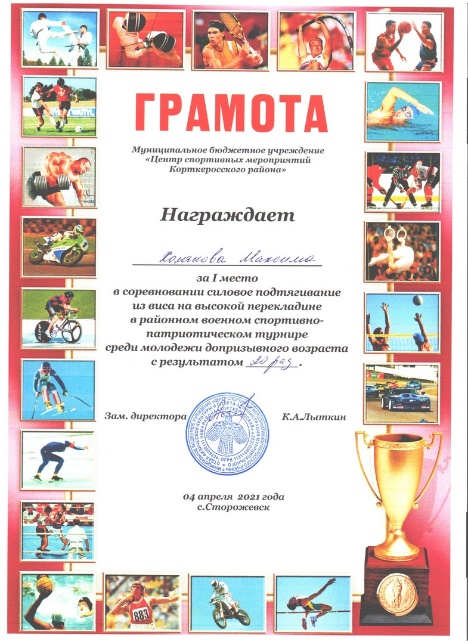 ГРАМОТА
Муниципальное бюджетное учреждение
«Центр спортивных мероприятий
Корткеросского района»
Награждает
Максима
за I место
в соревновании силовое подтягивание
из виса на высокой перекладине
в районном военном спортивно-
патриотическом турнире
среди молодежи допризывного возраста
с результатом 20 раз .
Зам. директора К.А.Лыткин
04 апреля 2021 года
с.Сторожевск
883